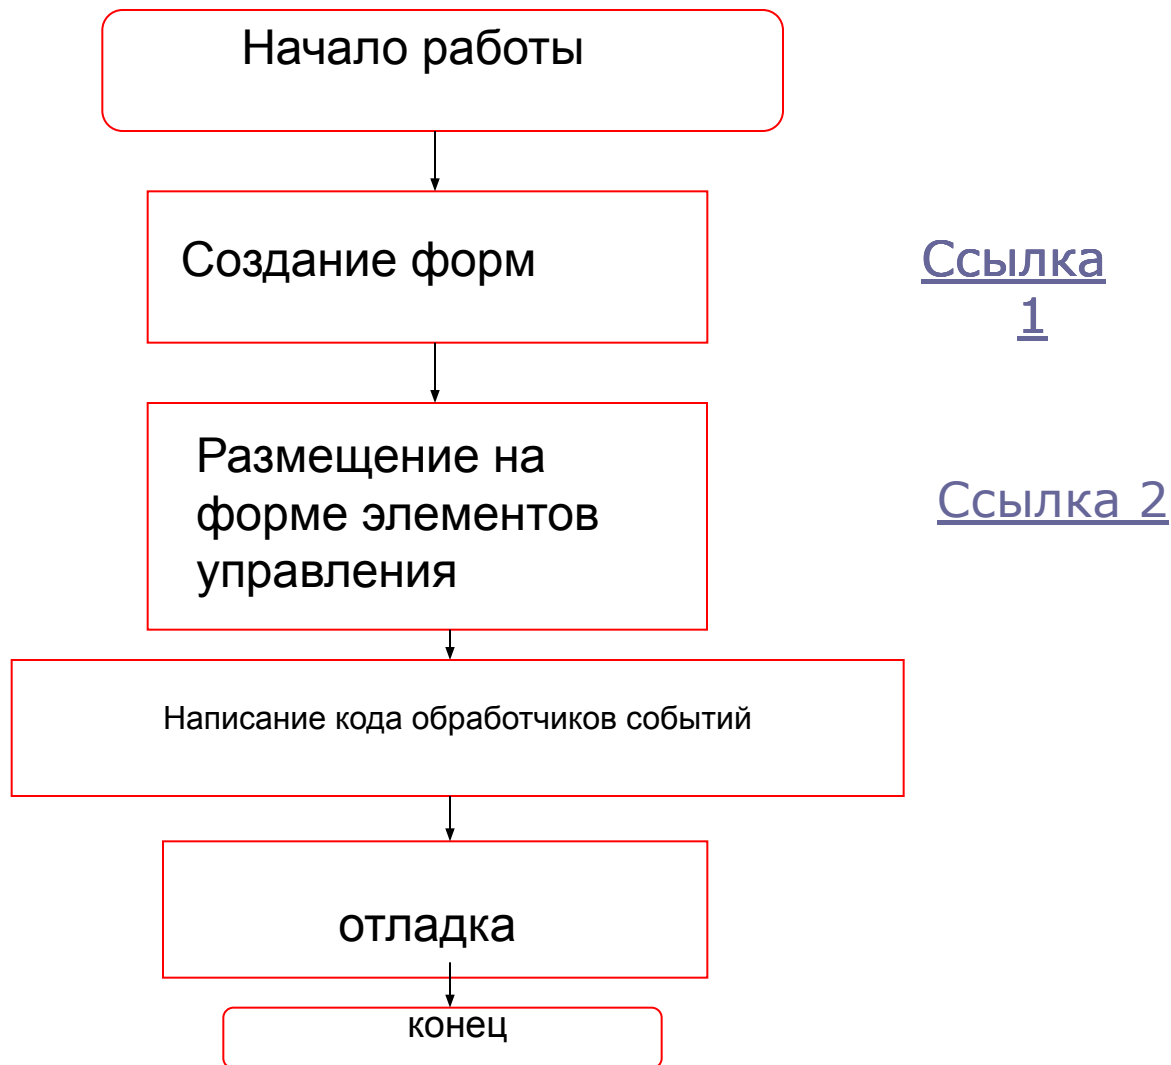 Начало работы
Создание форм
Ссылка
1
Размещение на
форме элементов
управления
Ссылка 2
Написание кода обработчиков событий
отладка
конец